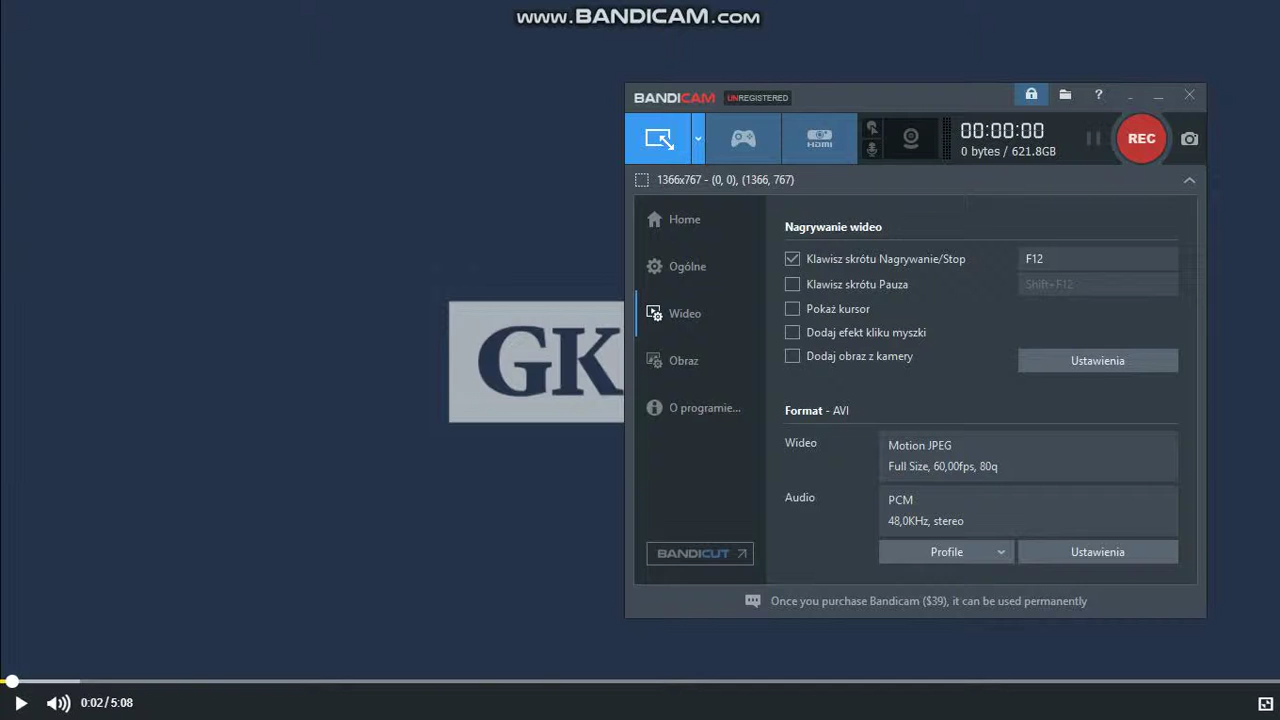 www.BANDICAM.com
BANDICAM UNREGISTERED
?
HDMI
00:00:00
0 bytes / 621.8GB
REC
1366x767 - (0, 0), (1366, 767)
Home
Ogólne
Wideo
Obraz
O programie...
BANDICUT
Nagrywanie wideo
Klawisz skrótu Nagrywanie/Stop F12
Klawisz skrótu Pauza Shift+F12
Pokaż kursor
Dodaj efekt kliku myszki
Dodaj obraz z kamery Ustawienia
Format - AVI
Wideo
Motion JPEG
Full Size, 60,00fps, 80q
Audio
PCM
48,0KHz, stereo
Profile Ustawienia
Once you purchase Bandicam ($39), it can be used permanently
GK
0:02 / 5:08